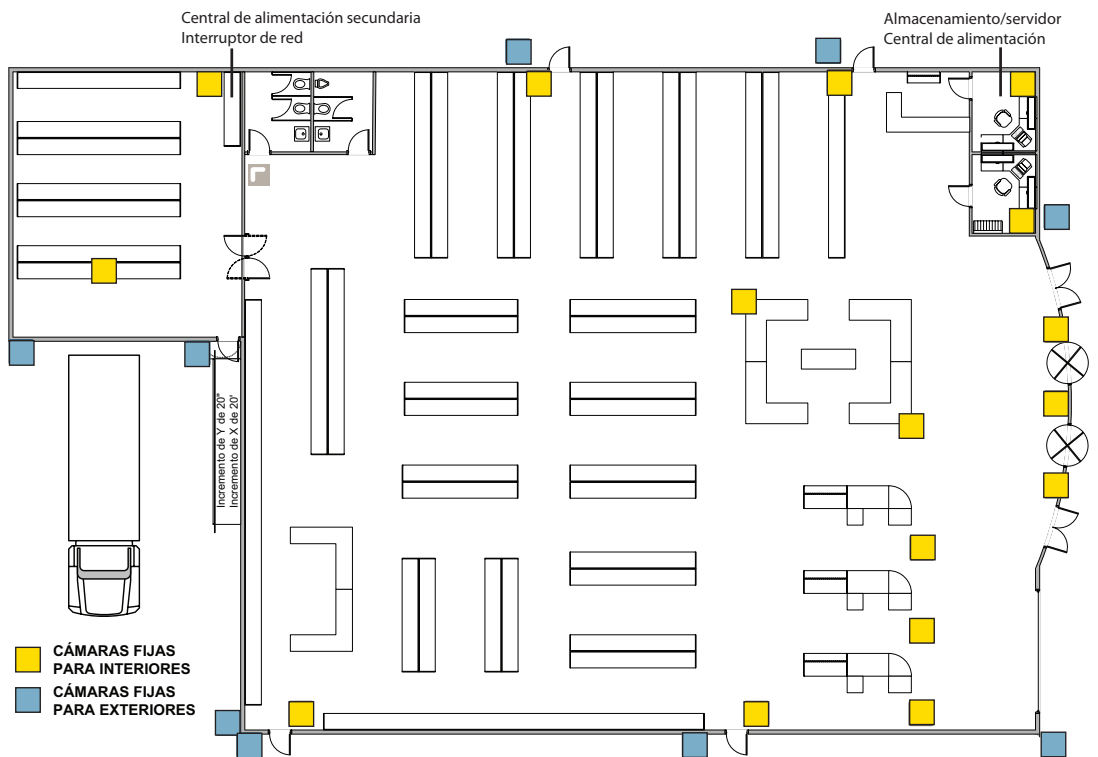 Central de alimentación secundaria
Interruptor de red
Almacenamiento/servidor
Central de alimentación
Incremento de Y de 20"
Incremento de X de 20'
CÁMARAS FIJAS
PARA INTERIORES
CÁMARAS FIJAS
PARA EXTERIORES